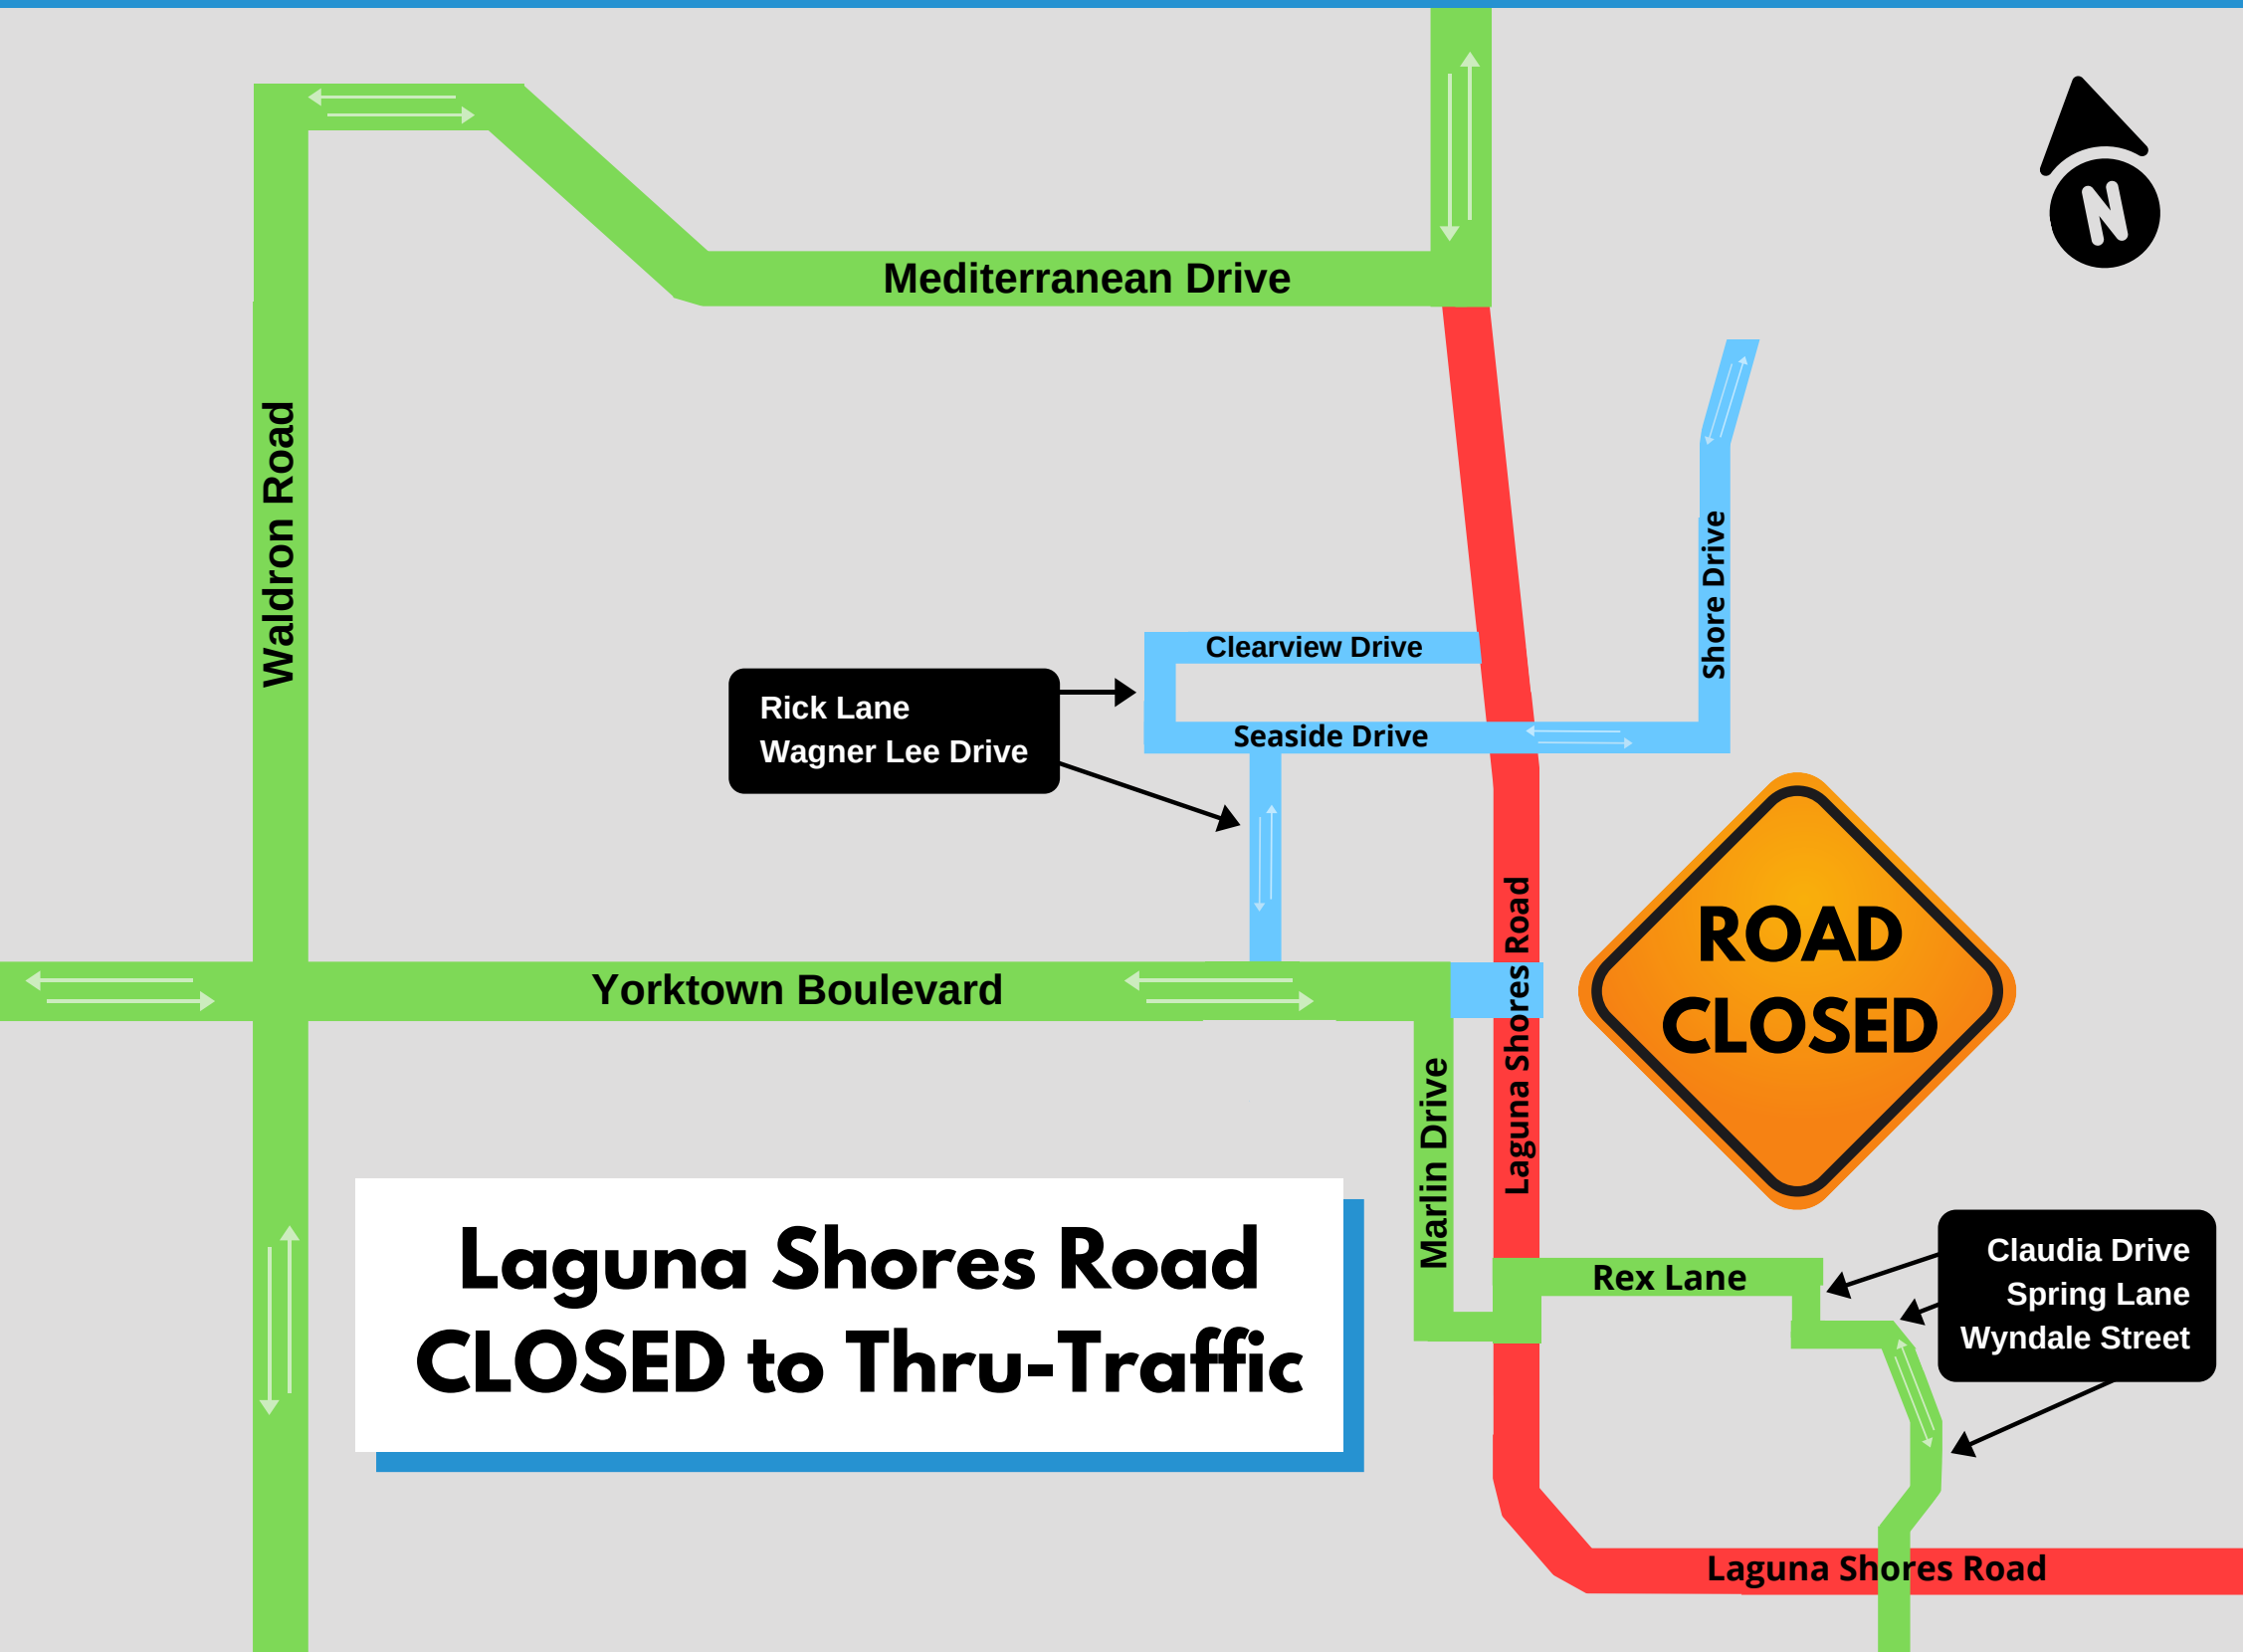 N
Mediterranean Drive
Waldron Road
Shore Drive
Clearview Drive
Rick Lane
Wagner Lee Drive
Seaside Drive
Laguna Shores Road
ROAD
CLOSED
Yorktown Boulevard
Marlin Drive
Laguna Shores Road
CLOSED to Thru-Traffic
Rex Lane
Claudia Drive
Spring Lane
Wyndale Street
Laguna Shores Road